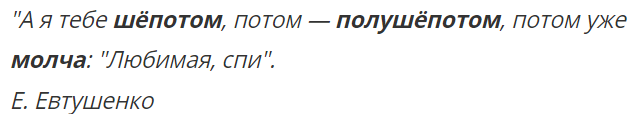 "А я тебе шёпотом, потом — полушёпотом, потом уже
молча: "Любимая, спи".
Е. Евтушенко